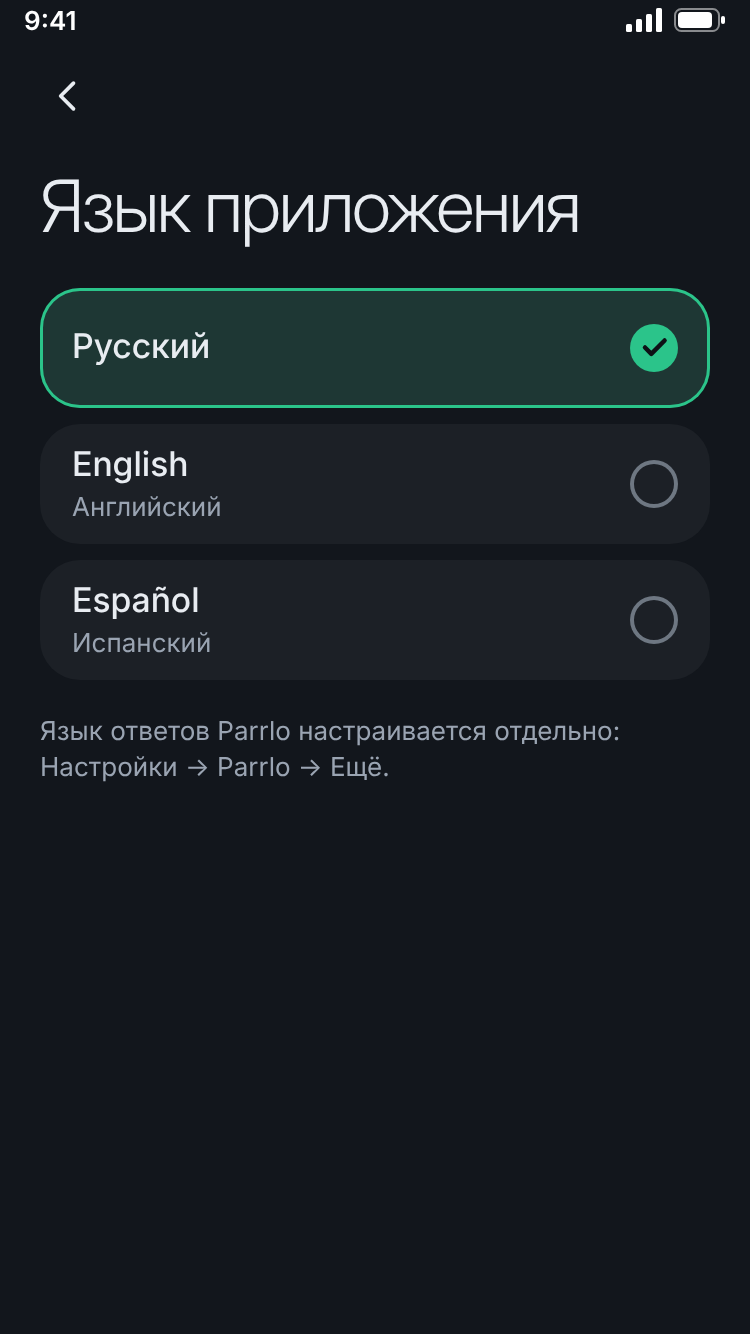 9:41
Язык приложения
Русский
English
Английский
Español
Испанский
Язык ответов Parrlo настраивается отдельно:
Настройки → Parrlo → Ещё.